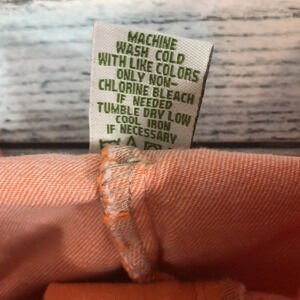 MACHINE
WASH COLD
WITH LIKE COLORS
ONLY NON-
CHLORINE BLEACH
IF NEEDED
TUMBLE DRY LOW
COOL IRON
IF NECESSARY